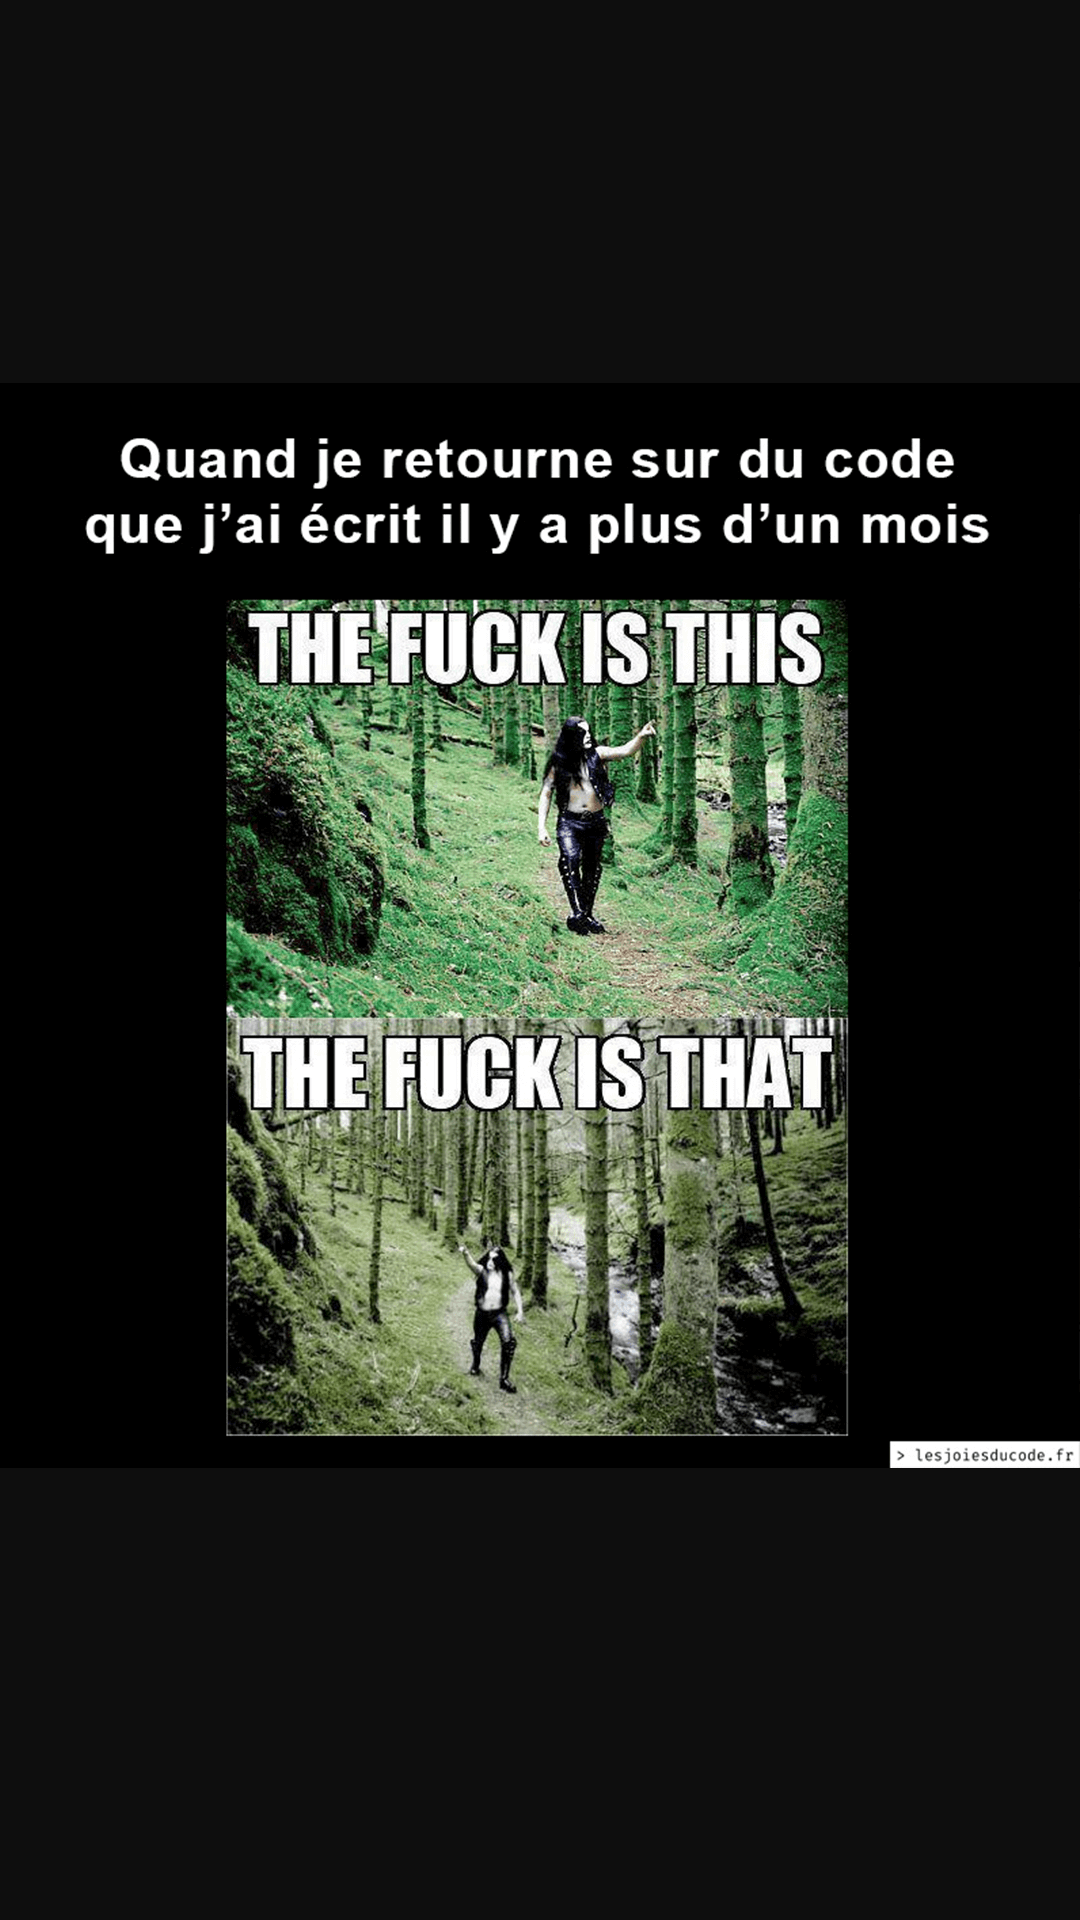 Quand je retourne sur du code
que j’ai écrit il y a plus d’un mois
THE FUCK IS THIS
THE FUCK IS THAT
> lesjoiesducode.fr